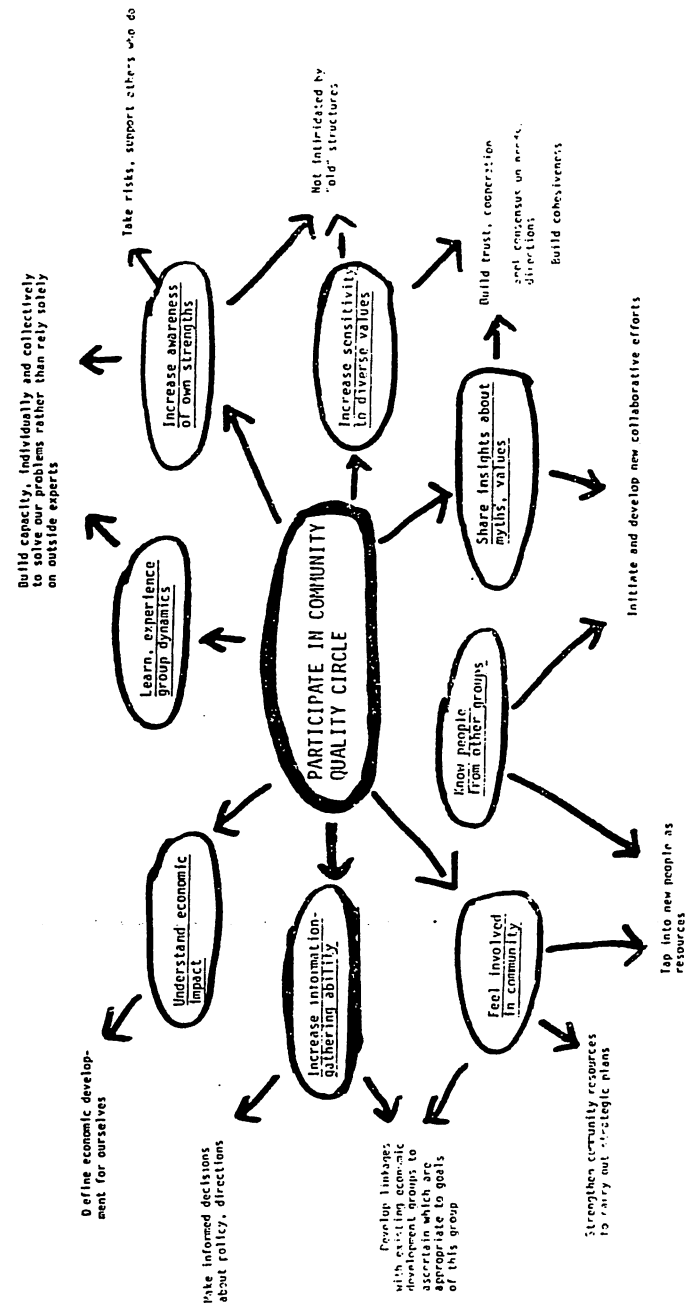 Build capacity, individually and collectively
to solve our problems rather than rely solely
on outside experts
Take risks, support others who do
Define economic develop-
ment for ourselves
Understand economic
impact
Learn, experience
group dynamics
Increase awareness
of own strengths
Not intimidated by
"old" structures
Make informed decisions
about policy, directions
Increase information-
gathering ability
PARTICIPATE IN COMMUNITY
QUALITY CIRCLE
Increase sensitivity
to diverse values
Develop linkages
with existing economic
development groups to
ascertain which are
appropriate to goals
of this group
Feel involved
in community
Know people
from other groups
Share insights about
myths, values
Build trust, cooperation
and consensus on needs,
directions
Build cohesiveness
Strengthen community resources
to carry out strategic plans
Tap into new people as
resources
Initiate and develop new collaborative efforts